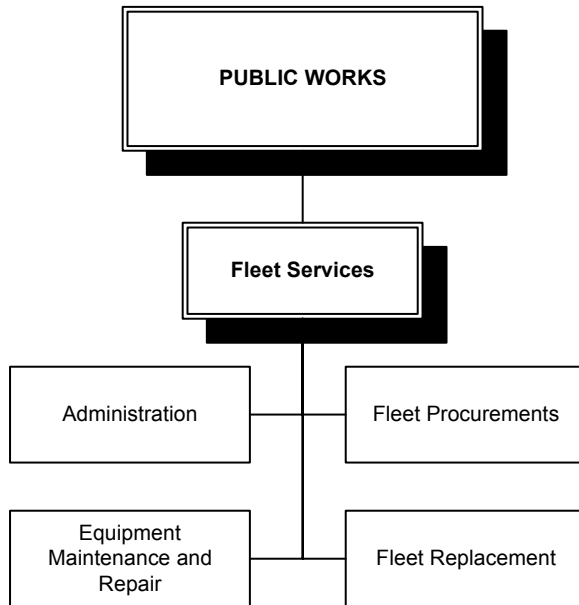 PUBLIC WORKS
Fleet Services
Administration
Fleet Procurements
Equipment
Maintenance and
Repair
Fleet Replacement